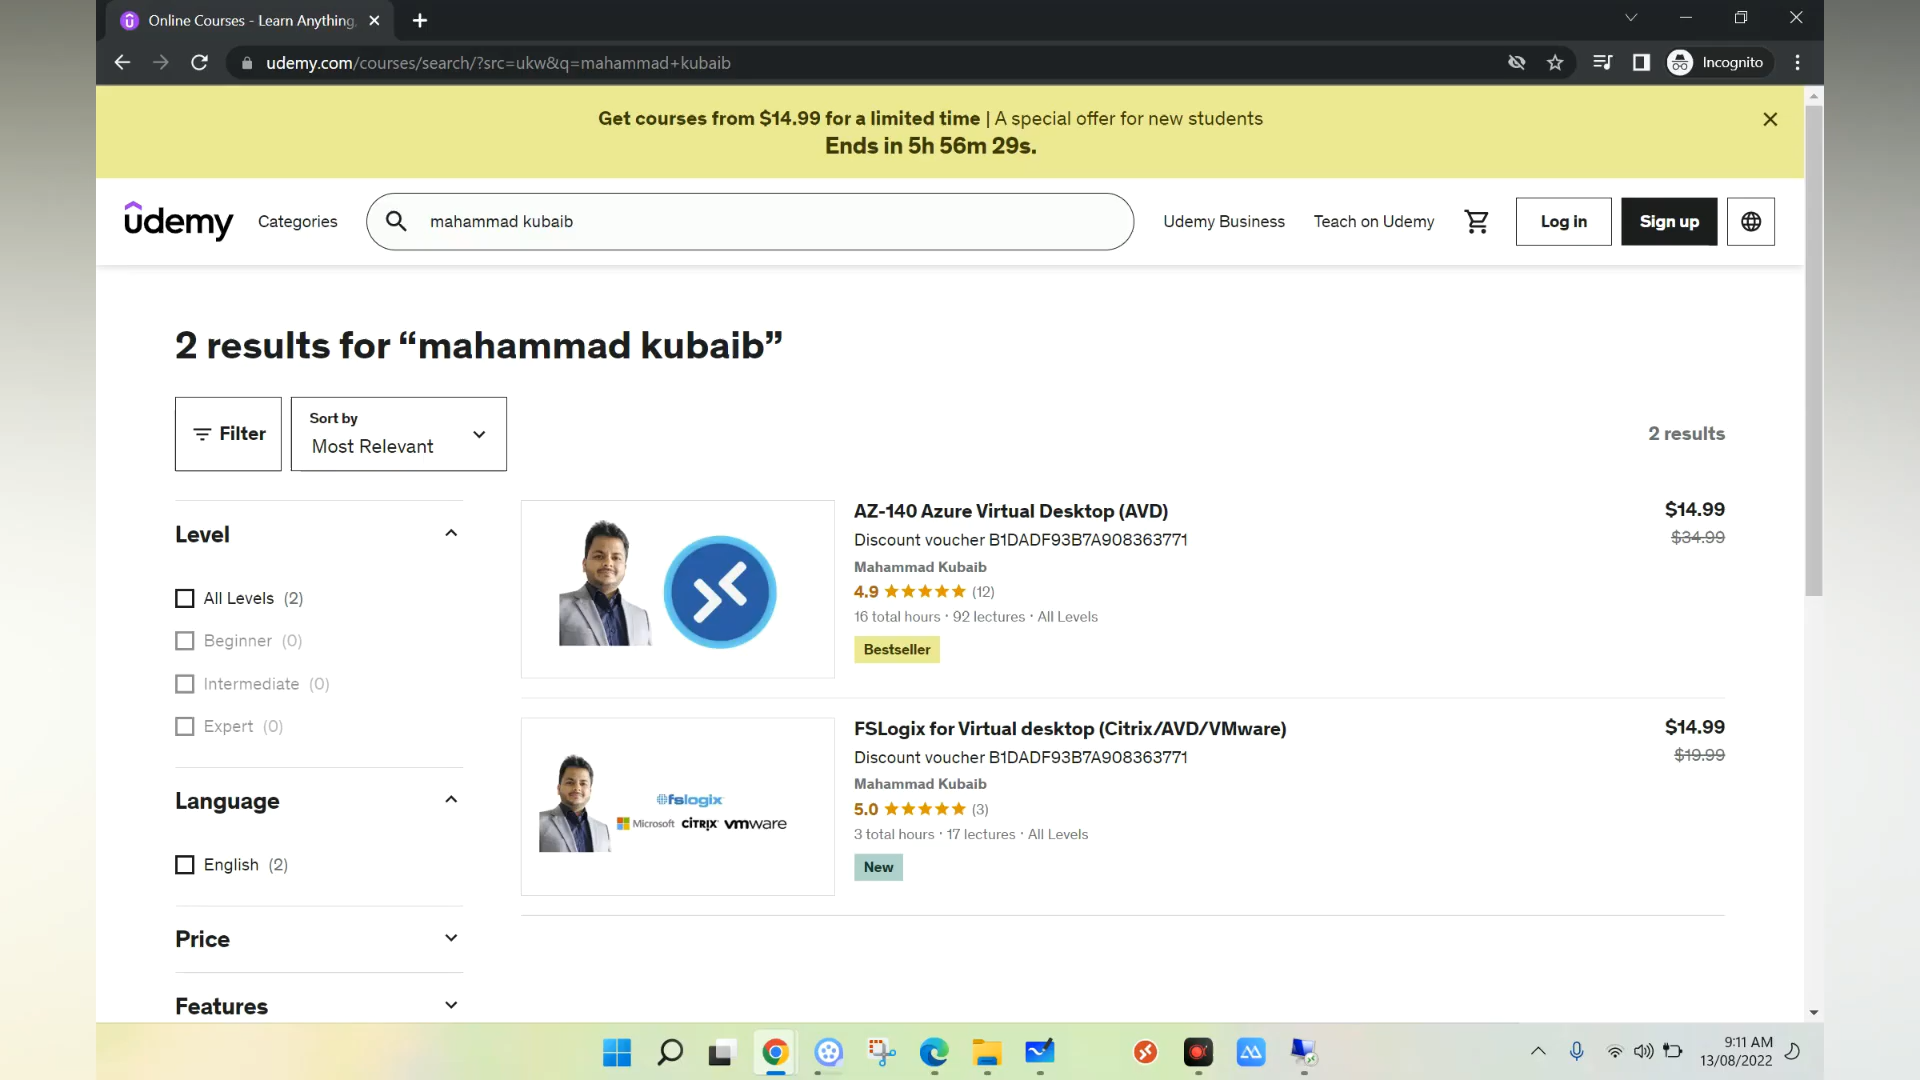 Online Courses - Learn Anything,
udemy.com/courses/search/?src=ukw&q=mahammad+kubaib
Incognito
Get courses from $14.99 for a limited time | A special offer for new students
Ends in 5h 56m 29s.
udemy
Categories
mahammad kubaib
Udemy Business
Teach on Udemy
Log in
Sign up
2 results for “mahammad kubaib”
Filter
Sort by
Most Relevant
2 results
Level
All Levels (2)
Beginner (0)
Intermediate (0)
Expert (0)
Language
English (2)
Price
Features
AZ-140 Azure Virtual Desktop (AVD)
$14.99
Discount voucher B1DADF93B7A908363771
$34.99
Mahammad Kubaib
4.9 (12)
16 total hours · 92 lectures · All Levels
Bestseller
fslogix
Microsoft CITRIX vmware
FSLogix for Virtual desktop (Citrix/AVD/VMware)
$14.99
Discount voucher B1DADF93B7A908363771
$19.99
Mahammad Kubaib
5.0 (3)
3 total hours · 17 lectures · All Levels
New
9:11 AM
13/08/2022